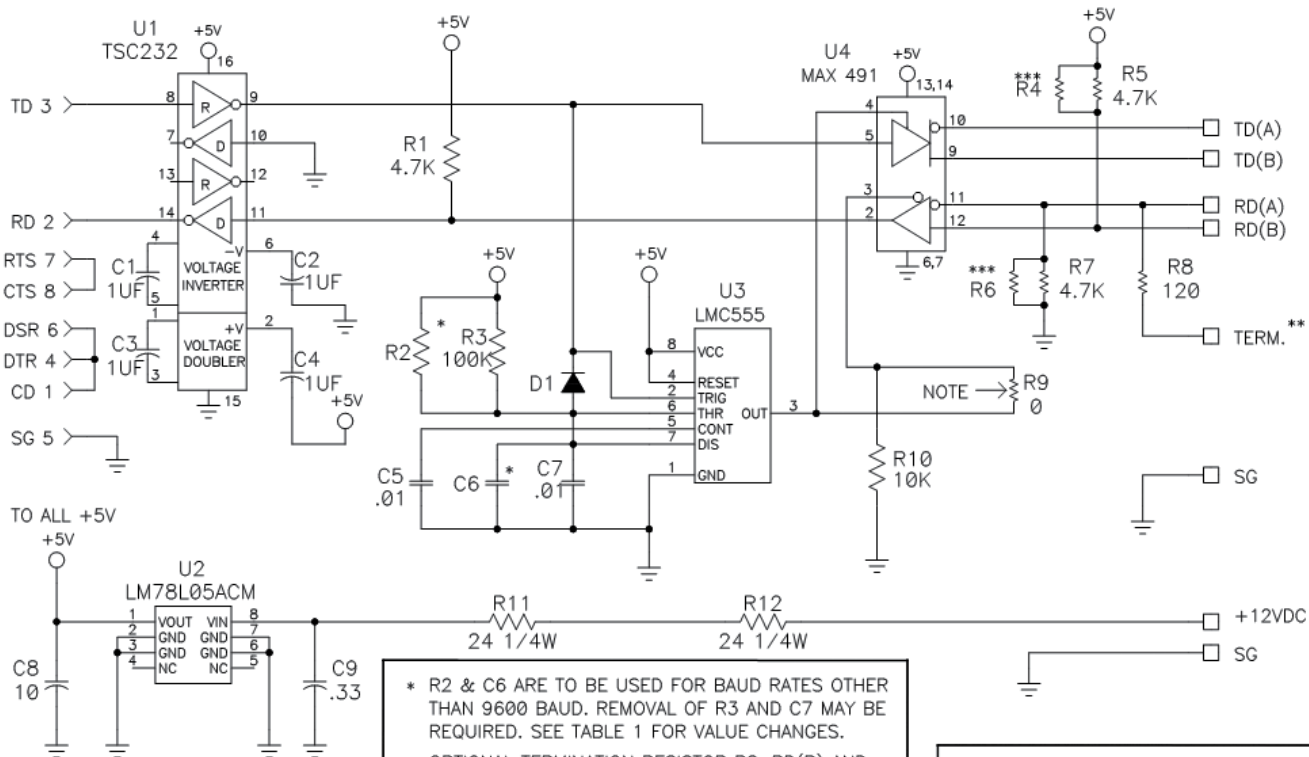 U1
TSC232
+5V
16
TD 3
8
R
9
7
D
10
13
R
12
RD 2
14
D
11
RTS 7
CTS 8
DSR 6
DTR 4
CD 1
SG 5
4
C1
1UF
5
1
C3
1UF
3
-V
VOLTAGE
INVERTER
+V
VOLTAGE
DOUBLER
15
6
C2
1UF
2
C4
1UF
+5V
+5V
R1
4.7K
+5V
*
R2
R3
100K
D1
+5V
U3
LMC555
8
VCC
4
RESET
2
TRIG
6
THR
5
CONT
7
DIS
1
GND
OUT
3
C5
.01
C6
*
C7
.01
U4
MAX 491
+5V
13,14
4
5
10
9
3
2
11
12
6,7
+5V
***
R4
R5
4.7K
TD(A)
TD(B)
RD(A)
RD(B)
***
R6
R7
4.7K
R8
120
TERM.**
NOTE
R9
0
R10
10K
SG
TO ALL +5V
+5V
U2
LM78L05ACM
1
VOUT
VIN
8
2
GND
GND
7
3
GND
GND
6
4
NC
NC
5
C8
10
C9
.33
R11
24 1/4W
R12
24 1/4W
+12VDC
SG
* R2 & C6 ARE TO BE USED FOR BAUD RATES OTHER
THAN 9600 BAUD. REMOVAL OF R3 AND C7 MAY BE
REQUIRED. SEE TABLE 1 FOR VALUE CHANGES.